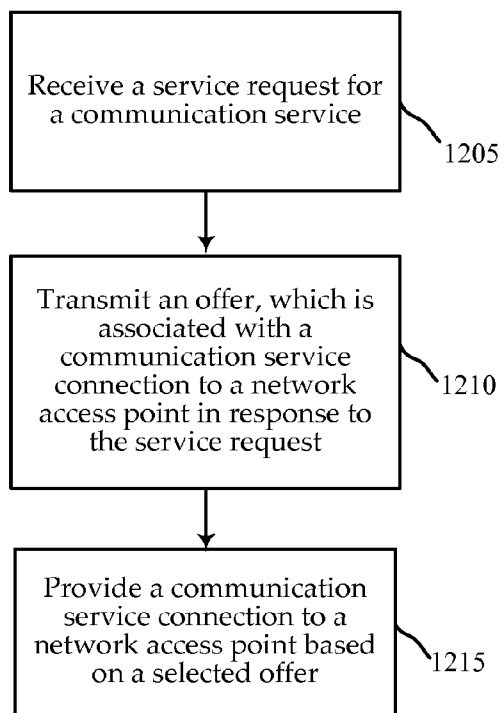 Receive a service request for
a communication service
1205
Transmit an offer, which is
associated with a
communication service
connection to a network
access point in response to
the service request
1210
Provide a communication
service connection to a
network access point based
on a selected offer
1215